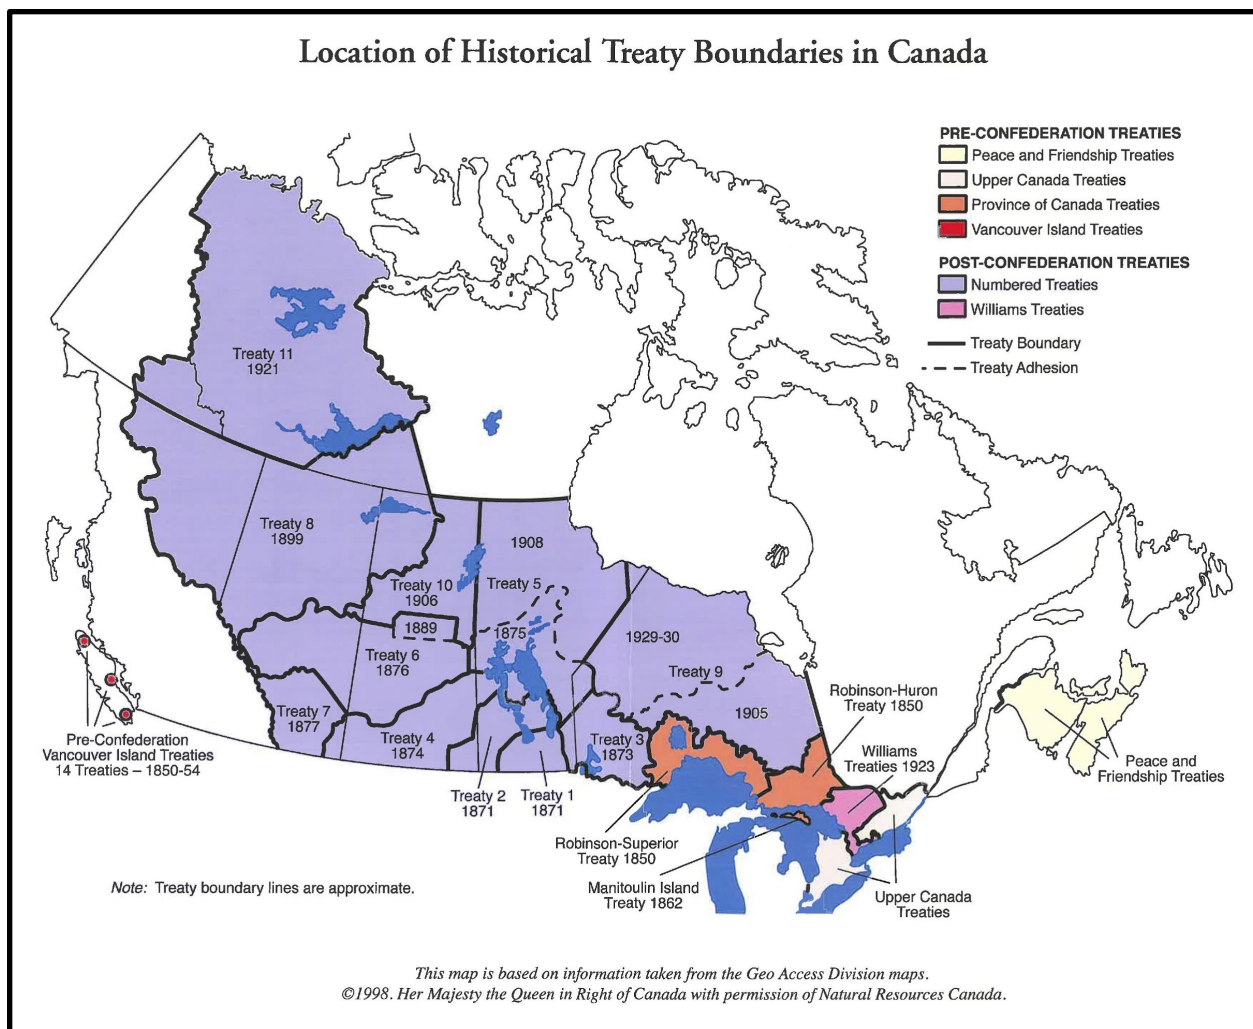 Location of Historical Treaty Boundaries in Canada
PRE-CONFEDERATION TREATIES
Peace and Friendship Treaties
Upper Canada Treaties
Province of Canada Treaties
Vancouver Island Treaties
POST-CONFEDERATION TREATIES
Numbered Treaties
Williams Treaties
Treaty Boundary
Treaty Adhesion
Treaty 11
1921
Treaty 8
1899
1908
Treaty 10
1906
Treaty 5
1889
1875
1929-30
Treaty 6
1876
Treaty 9
Robinson-Huron
Treaty 1850
1905
Treaty 7
1877
Treaty 4
1874
Treaty 3
1873
Williams
Treaties 1923
Pre-Confederation
Vancouver Island Treaties
14 Treaties – 1850-54
Peace and
Friendship Treaties
Treaty 2
1871
Treaty 1
1871
Robinson-Superior
Treaty 1850
Manitoulin Island
Treaty 1862
Upper Canada
Treaties
Note: Treaty boundary lines are approximate.
This map is based on information taken from the Geo Access Division maps.
©1998. Her Majesty the Queen in Right of Canada with permission of Natural Resources Canada.